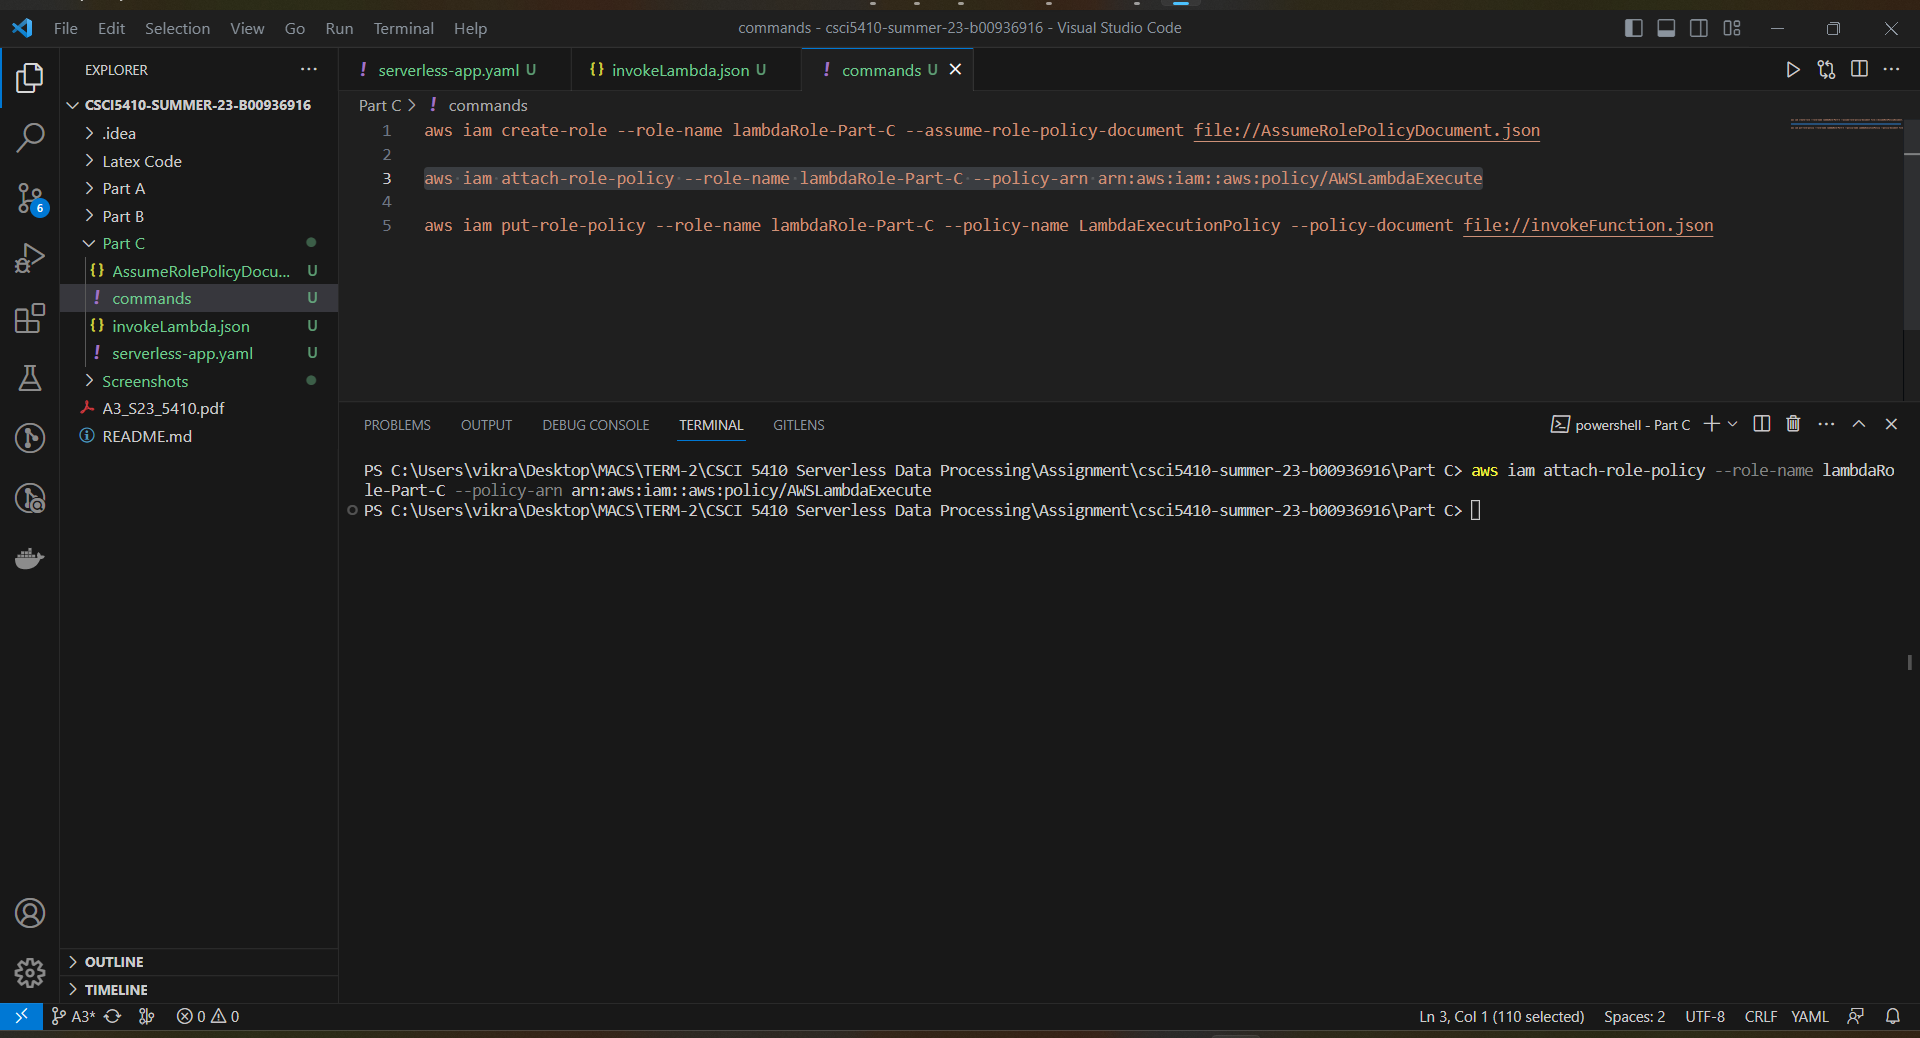 File Edit Selection View Go Run Terminal Help
commands - csci5410-summer-23-b00936916 - Visual Studio Code
EXPLORER
CSCI5410-SUMMER-23-B00936916
.idea
Latex Code
Part A
Part B
Part C
AssumeRolePolicyDocu... U
commands U
invokeLambda.json U
serverless-app.yaml U
Screenshots
A3_S23_5410.pdf
README.md
6
OUTLINE
TIMELINE
serverless-app.yaml U
invokeLambda.json U
commands U
Part C > ! commands
1 aws iam create-role --role-name lambdaRole-Part-C --assume-role-policy-document file://AssumeRolePolicyDocument.json
2
3 aws iam attach-role-policy --role-name lambdaRole-Part-C --policy-arn arn:aws:iam::aws:policy/AWSLambdaExecute
4
5 aws iam put-role-policy --role-name lambdaRole-Part-C --policy-name LambdaExecutionPolicy --policy-document file://invokeFunction.json
PROBLEMS OUTPUT DEBUG CONSOLE TERMINAL GITLENS
powershell - Part C
PS C:\Users\vikra\Desktop\MACS\TERM-2\CSCI 5410 Serverless Data Processing\Assignment\csci5410-summer-23-b00936916\Part C> aws iam attach-role-policy --role-name lambdaRo
le-Part-C --policy-arn arn:aws:iam::aws:policy/AWSLambdaExecute
PS C:\Users\vikra\Desktop\MACS\TERM-2\CSCI 5410 Serverless Data Processing\Assignment\csci5410-summer-23-b00936916\Part C>
A3* 0 0
Ln 3, Col 1 (110 selected) Spaces: 2 UTF-8 CRLF YAML